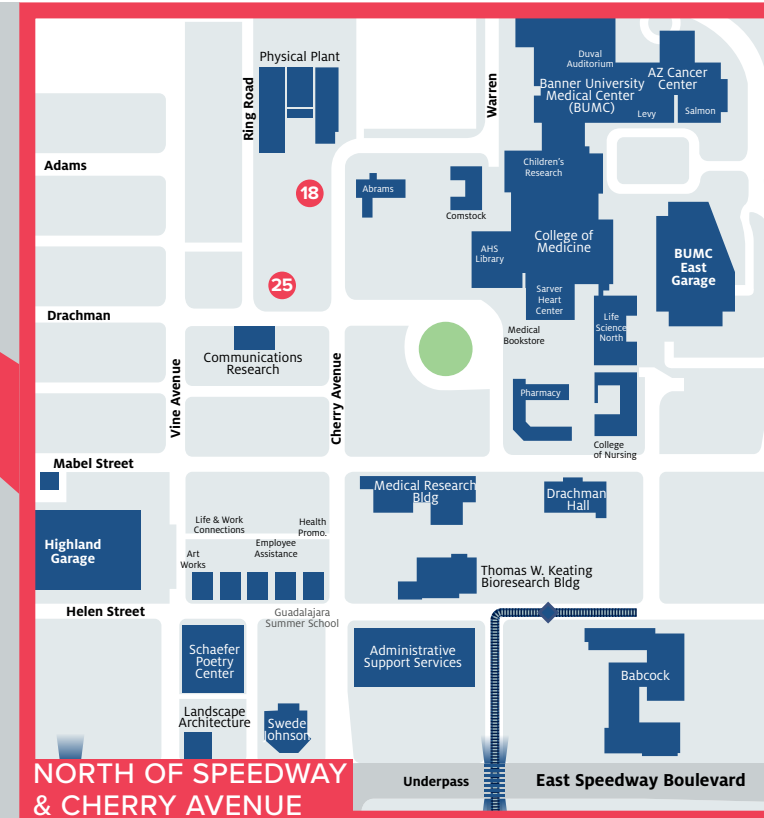 Physical Plant
Duval
Auditorium
Banner University
Medical Center
(BUMC)
AZ Cancer
Center
Levy
Salmon
Ring Road
Warren
Adams
18
Abrams
Comstock
Children's
Research
College of
Medicine
AHS
Library
BUMC
East
Garage
25
Sarver
Heart
Center
Drachman
Life
Science
North
Medical
Bookstore
Communications
Research
Vine Avenue
Cherry Avenue
Pharmacy
College
of Nursing
Mabel Street
Medical Research
Bldg
Drachman
Hall
Highland
Garage
Life & Work
Connections
Health
Promo.
Employee
Assistance
Art
Works
Thomas W. Keating
Bioresearch Bldg
Helen Street
Guadalajara
Summer School
Schaefer
Poetry
Center
Administrative
Support Services
Babcock
Landscape
Architecture
Swede
Johnson
NORTH OF SPEEDWAY
& CHERRY AVENUE
Underpass
East Speedway Boulevard